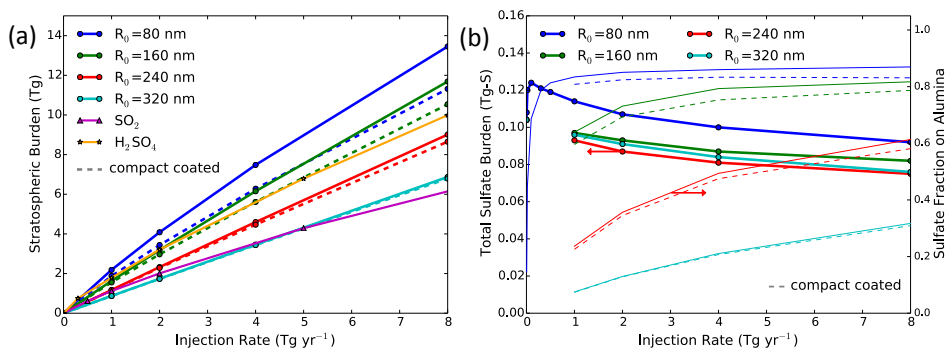 (a)
Stratospheric Burden (Tg)
14
12
10
8
6
4
2
0
R₀=80 nm
R₀=160 nm
R₀=240 nm
R₀=320 nm
SO₂
H₂SO₄
compact coated
0 1 2 3 4 5 6 7 8
Injection Rate (Tg yr⁻¹)
(b)
Total Sulfate Burden (Tg-S)
0.16
0.14
0.12
0.10
0.08
0.06
0.04
0.02
0.00
R₀=80 nm R₀=240 nm
R₀=160 nm R₀=320 nm
compact coated
1.0
0.8
0.6
0.4
0.2
0.0
Sulfate Fraction on Alumina
0 1 2 3 4 5 6 7 8
Injection Rate (Tg yr⁻¹)